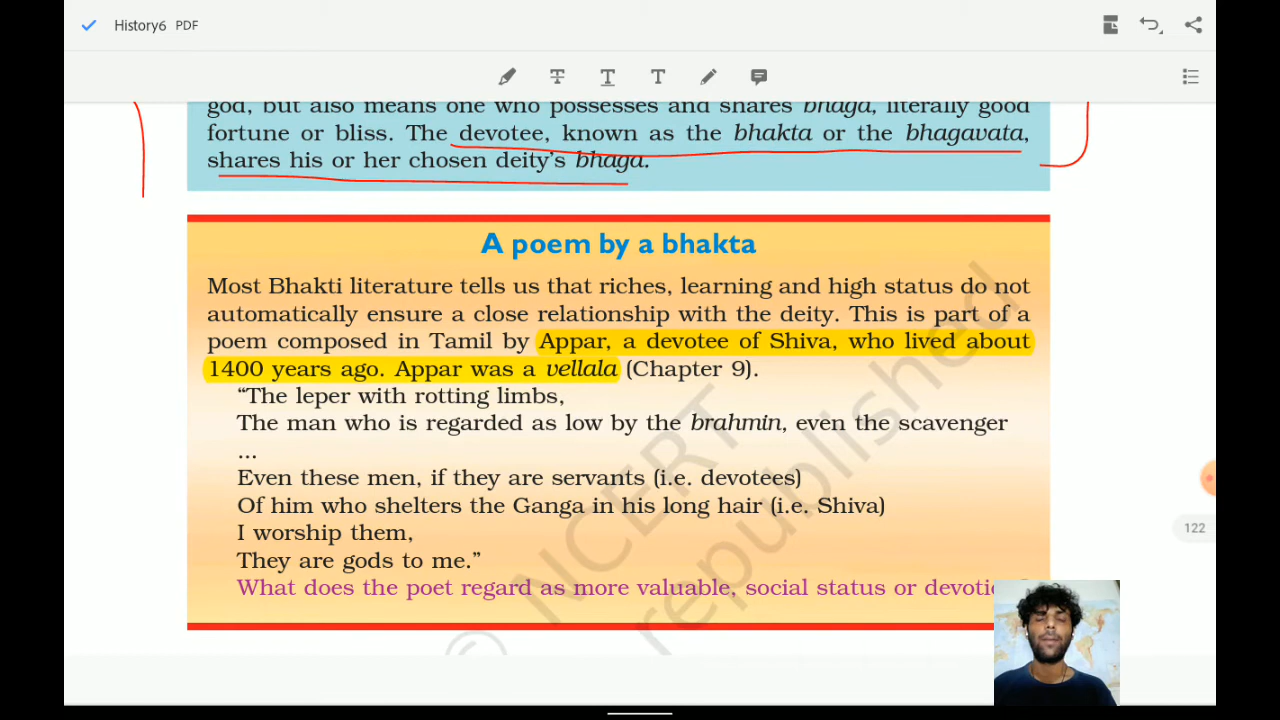 History6 PDF
god, but also means one who possesses and shares bhaga, literally good
fortune or bliss. The devotee, known as the bhakta or the bhagavata,
shares his or her chosen deity's bhaga.
A poem by a bhakta
Most Bhakti literature tells us that riches, learning and high status do not
automatically ensure a close relationship with the deity. This is part of a
poem composed in Tamil by Appar, a devotee of Shiva, who lived about
1400 years ago. Appar was a vellala (Chapter 9).
“The leper with rotting limbs,
The man who is regarded as low by the brahmin, even the scavenger
...
Even these men, if they are servants (i.e. devotees)
Of him who shelters the Ganga in his long hair (i.e. Shiva)
I worship them,
They are gods to me.”
What does the poet regard as more valuable, social status or
122
© NCERT
republished